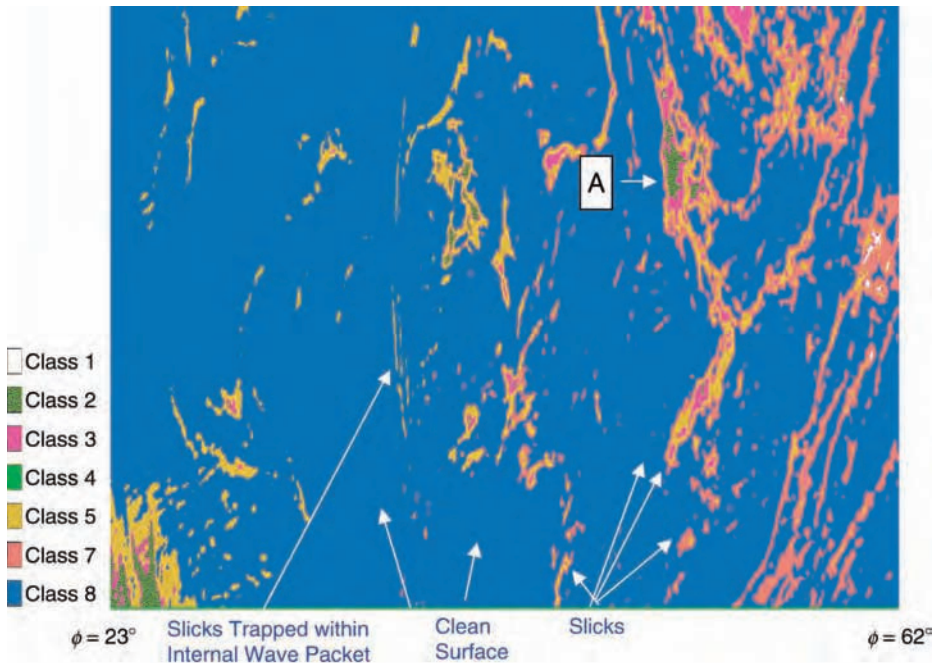 A
Class 1
Class 2
Class 3
Class 4
Class 5
Class 7
Class 8
ϕ = 23°
Slicks Trapped within
Internal Wave Packet
Clean
Surface
Slicks
ϕ = 62°